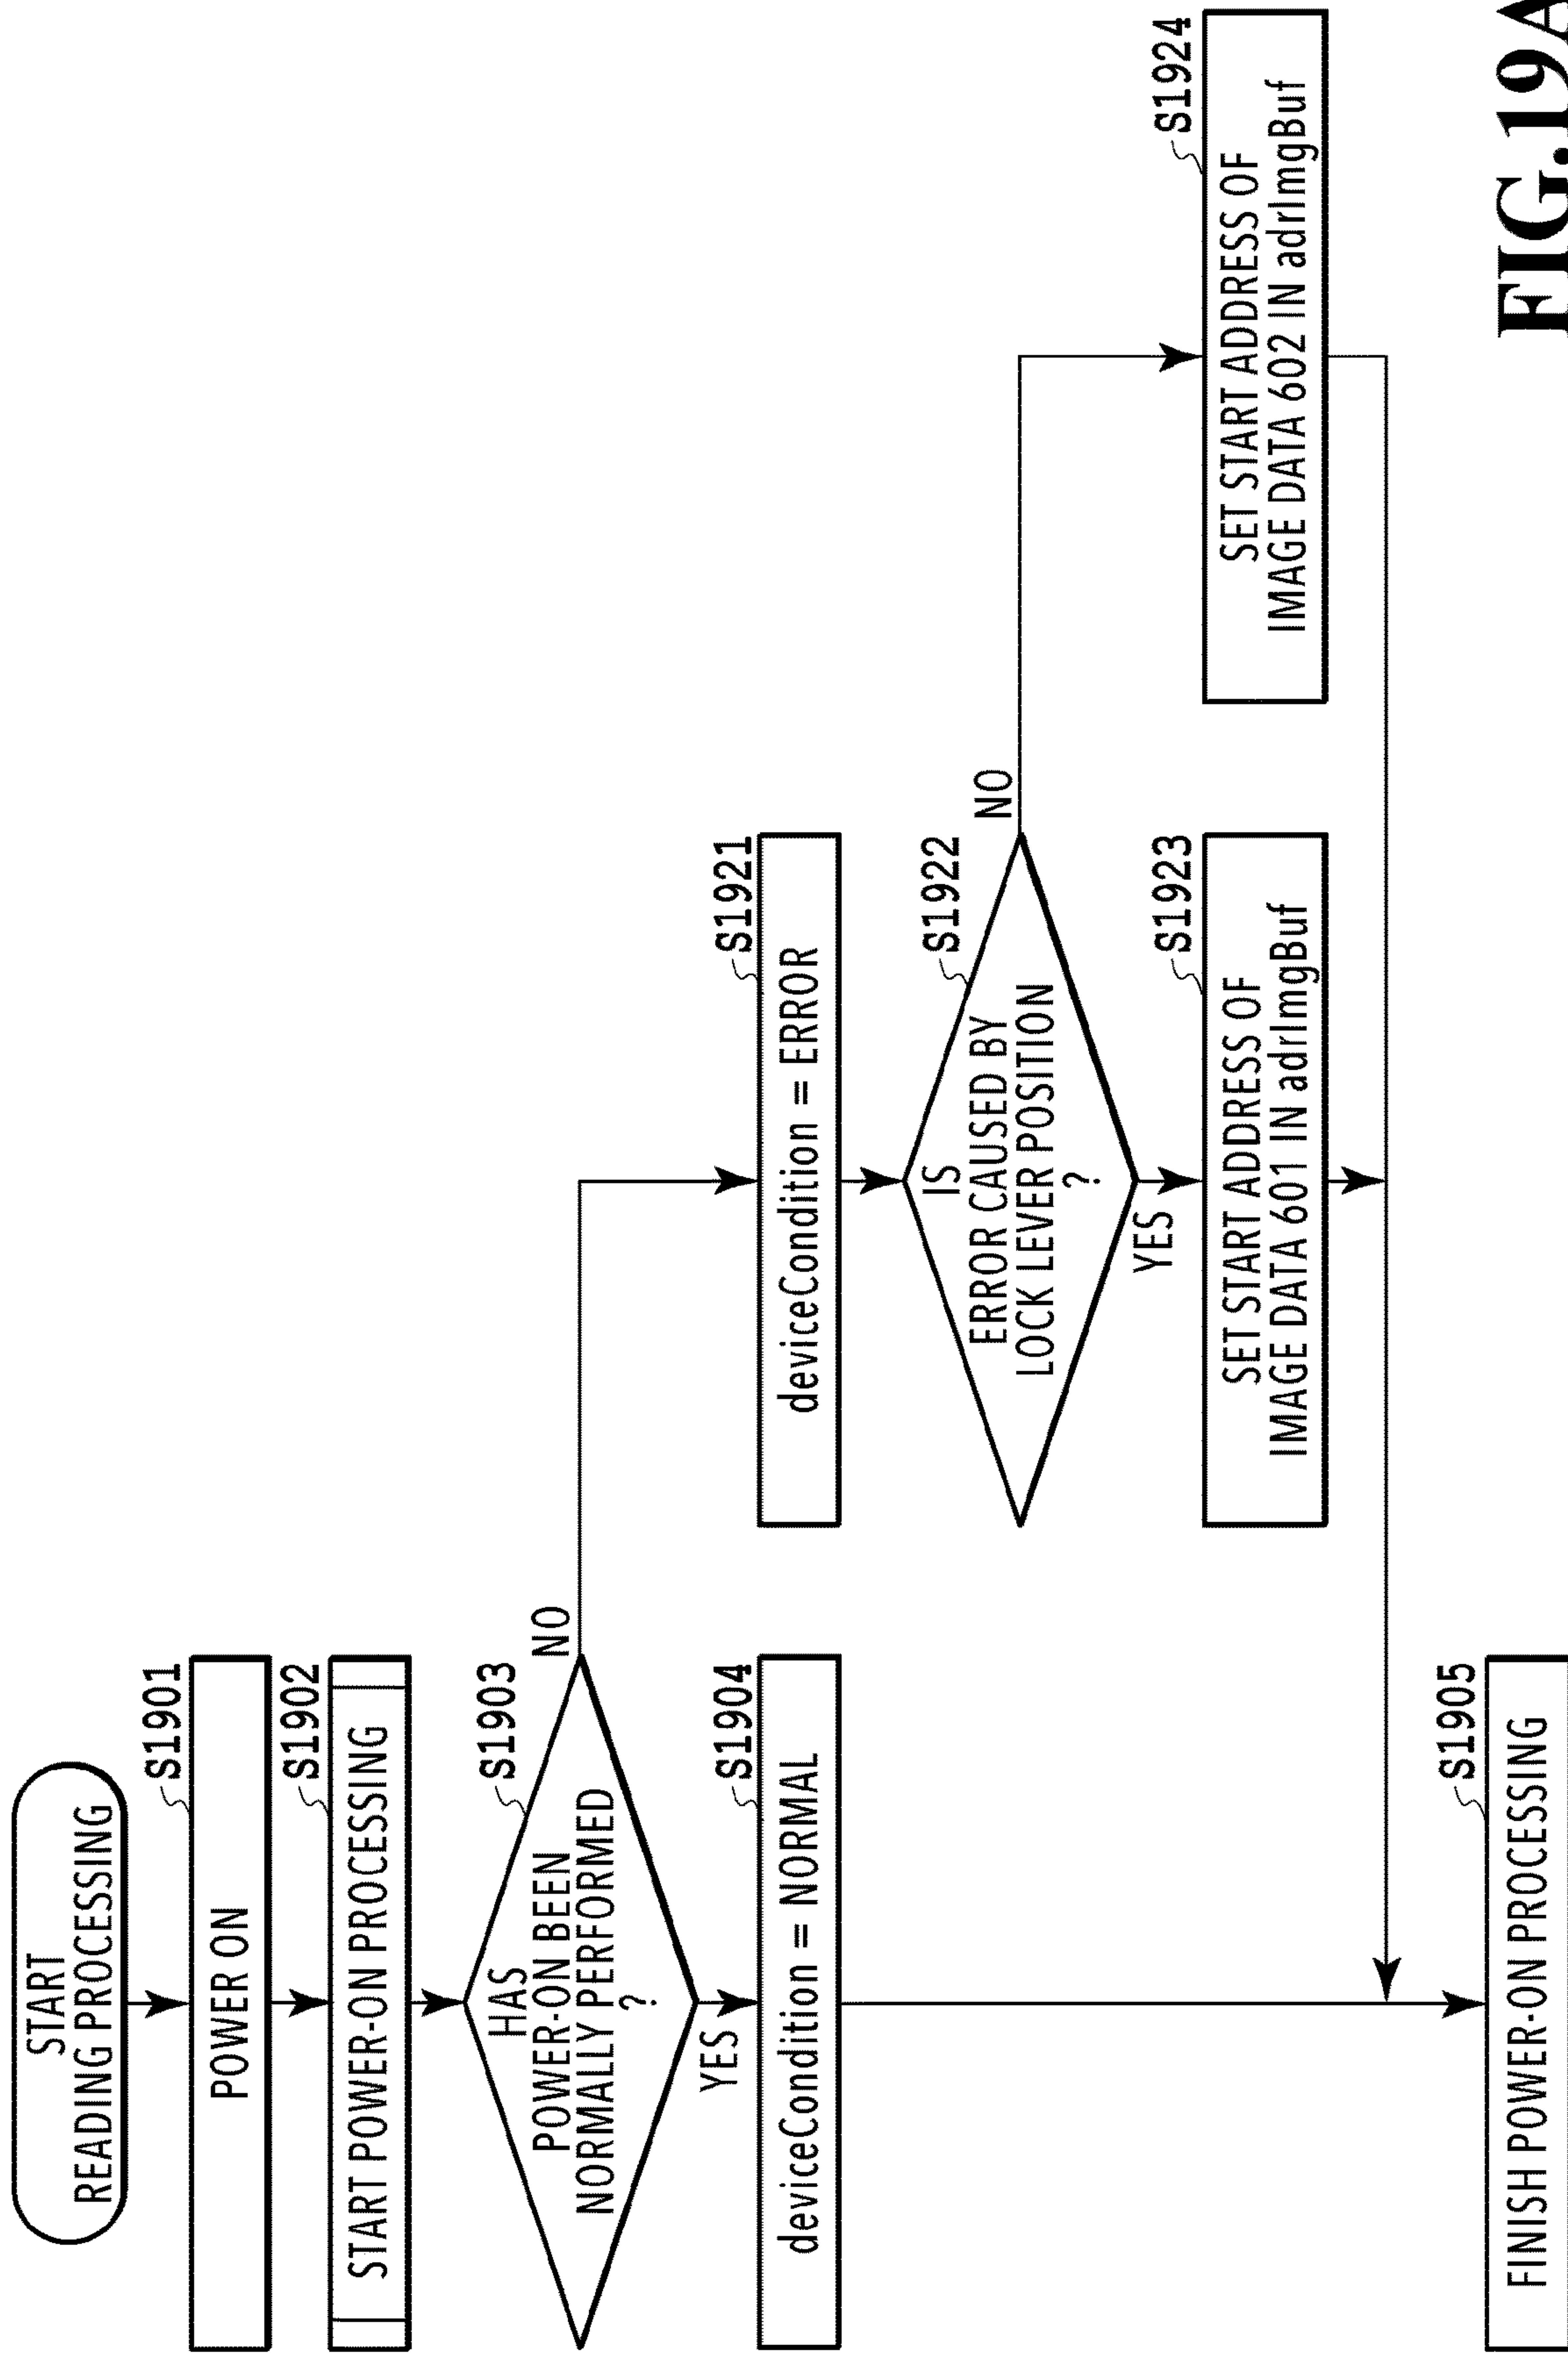 START
READING PROCESSING
S1901
POWER ON
S1902
START POWER-ON PROCESSING
S1903
HAS
POWER-ON BEEN
NORMALLY PERFORMED
?
NO
YES
S1904
deviceCondition = NORMAL
S1921
deviceCondition = ERROR
S1922
IS
ERROR CAUSED BY
LOCK LEVER POSITION
?
NO
YES
S1923
SET START ADDRESS OF
IMAGE DATA 601 IN adrImgBuf
S1924
SET START ADDRESS OF
IMAGE DATA 602 IN adrImgBuf
S1905
FINISH POWER-ON PROCESSING
FIG.19A